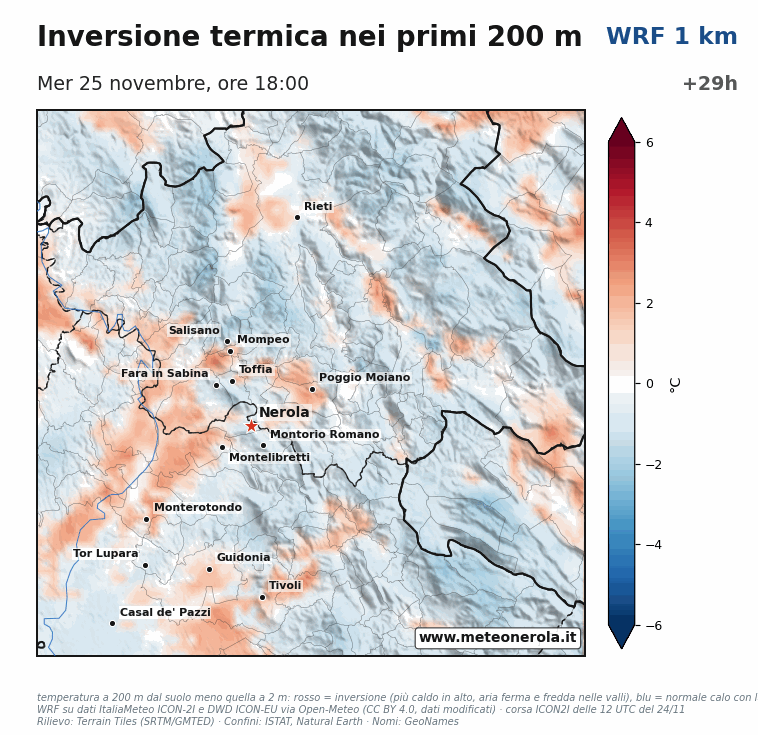 Inversione termica nei primi 200 m
WRF 1 km
Mer 25 novembre, ore 18:00
+29h
Rieti
Salisano
Mompeo
Toffia
Fara in Sabina
Poggio Moiano
Nerola
Montorio Romano
Montelibretti
Monterotondo
Tor Lupara
Guidonia
Tivoli
Casal de' Pazzi
www.meteonerola.it
6
4
2
0
−2
−4
−6
°C
temperatura a 200 m dal suolo meno quella a 2 m: rosso = inversione (più caldo in alto, aria ferma e fredda nelle valli), blu = normale calo con l
WRF su dati ItaliaMeteo ICON-2I e DWD ICON-EU via Open-Meteo (CC BY 4.0, dati modificati) · corsa ICON2I delle 12 UTC del 24/11
Rilievo: Terrain Tiles (SRTM/GMTED) · Confini: ISTAT, Natural Earth · Nomi: GeoNames